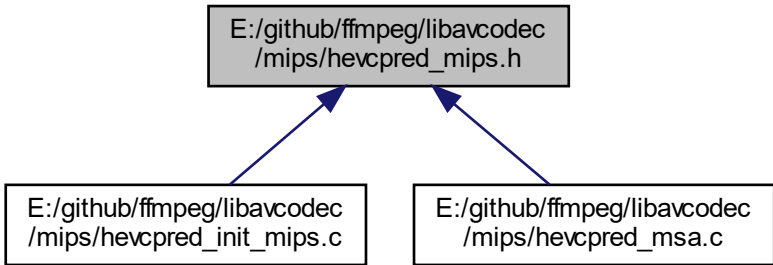 E:/github/ffmpeg/libavcodec
/mips/hevcpred_mips.h
E:/github/ffmpeg/libavcodec
/mips/hevcpred_init_mips.c
E:/github/ffmpeg/libavcodec
/mips/hevcpred_msa.c